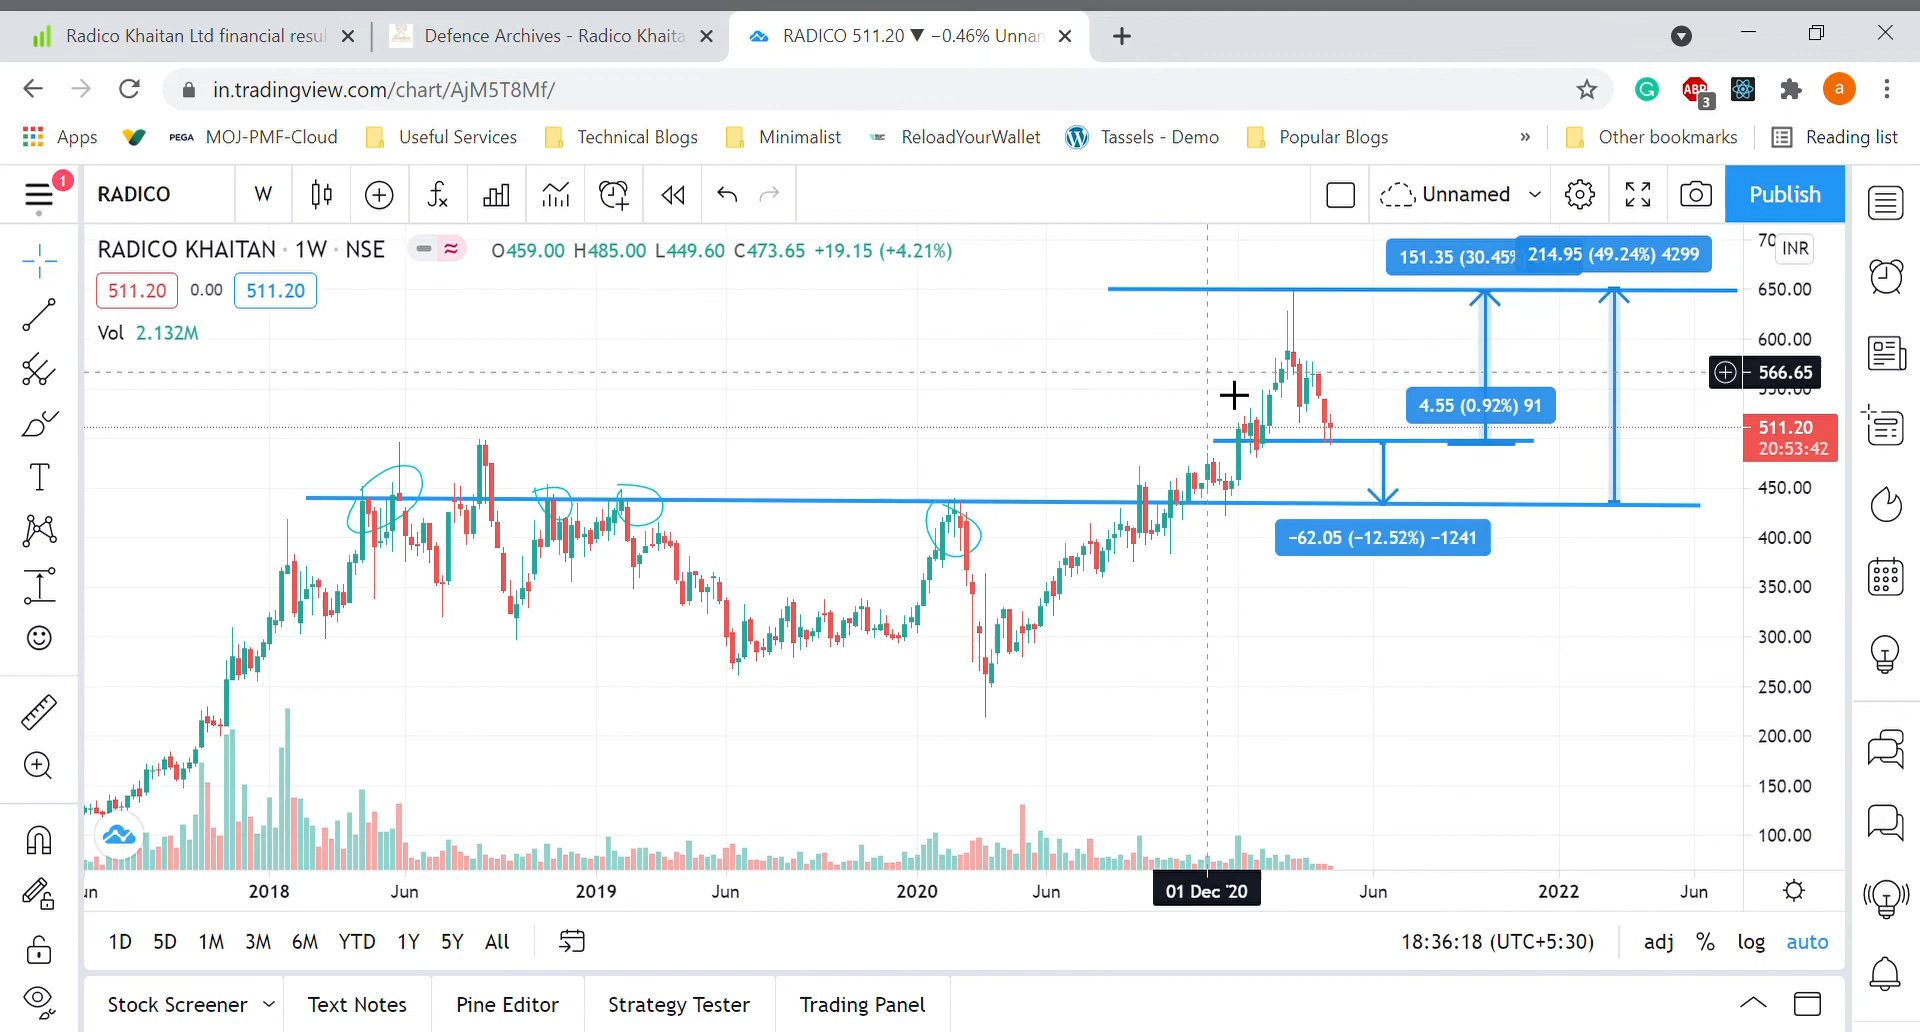 Radico Khaitan Ltd financial resul
Defence Archives - Radico Khaita
RADICO 511.20 ▼ −0.46% Unnan
in.tradingview.com/chart/AjM5T8Mf/
ABP
3
a
Apps
PEGA MOJ-PMF-Cloud
Useful Services
Technical Blogs
Minimalist
ReloadYourWallet
Tassels - Demo
Popular Blogs
»
Other bookmarks
Reading list
1
RADICO
W
Unnamed
Publish
RADICO KHAITAN · 1W · NSE
O459.00 H485.00 L449.60 C473.65 +19.15 (+4.21%)
511.20 0.00 511.20
Vol 2.132M
151.35 (30.45%
214.95 (49.24%) 4299
70
INR
650.00
600.00
566.65
550.00
4.55 (0.92%) 91
511.20
20:53:42
450.00
−62.05 (−12.52%) −1241
400.00
350.00
300.00
250.00
200.00
150.00
100.00
un 2018 Jun 2019 Jun 2020 Jun 01 Dec '20 Jun 2022 Jun
1D 5D 1M 3M 6M YTD 1Y 5Y All
18:36:18 (UTC+5:30) adj % log auto
Stock Screener Text Notes Pine Editor Strategy Tester Trading Panel